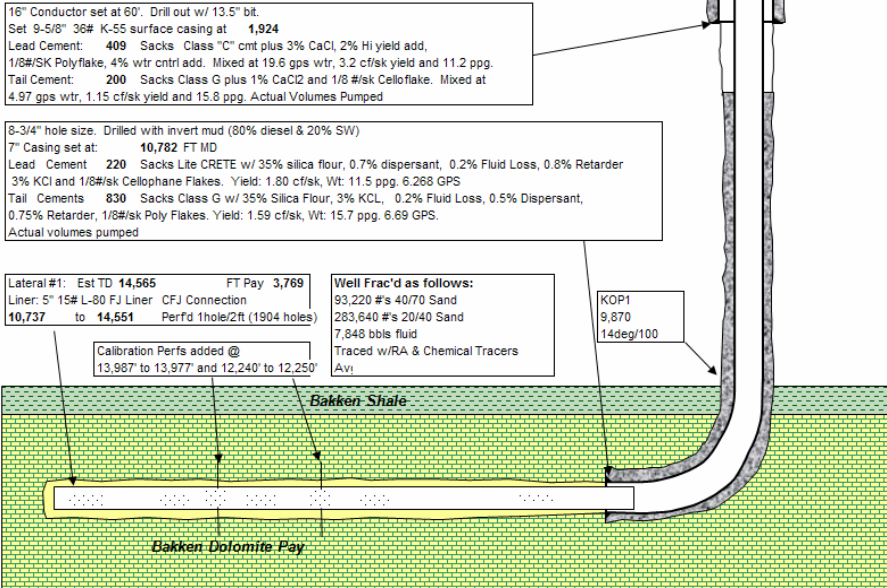 16" Conductor set at 60'. Drill out w/ 13.5" bit.
Set 9-5/8" 36# K-55 surface casing at 1,924
Lead Cement: 409 Sacks Class "C" cmt plus 3% CaCl, 2% Hi yield add,
1/8#/SK Polyflake, 4% wtr cntrl add. Mixed at 19.6 gps wtr, 3.2 cf/sk yield and 11.2 ppg.
Tail Cement: 200 Sacks Class G plus 1% CaCl2 and 1/8 #/sk Celloflake. Mixed at
4.97 gps wtr, 1.15 cf/sk yield and 15.8 ppg. Actual Volumes Pumped
8-3/4" hole size. Drilled with invert mud (80% diesel & 20% SW)
7" Casing set at: 10,782 FT MD
Lead Cement 220 Sacks Lite CRETE w/ 35% silica flour, 0.7% dispersant, 0.2% Fluid Loss, 0.8% Retarder
3% KCl and 1/8#/sk Cellophane Flakes. Yield: 1.80 cf/sk, Wt: 11.5 ppg. 6.268 GPS
Tail Cements 830 Sacks Class G w/ 35% Silica Flour, 3% KCL, 0.2% Fluid Loss, 0.5% Dispersant,
0.75% Retarder, 1/8#/sk Poly Flakes. Yield: 1.59 cf/sk, Wt: 15.7 ppg. 6.69 GPS.
Actual volumes pumped
Lateral #1: Est TD 14,565 FT Pay 3,769
Liner: 5" 15# L-80 FJ Liner CFJ Connection
10,737 to 14,551 Perf'd 1hole/2ft (1904 holes)
Well Frac'd as follows:
93,220 #'s 40/70 Sand
283,640 #'s 20/40 Sand
7,848 bbls fluid
Traced w/RA & Chemical Tracers
KOP1
9,870
14deg/100
Calibration Perfs added @
13,987' to 13,977' and 12,240' to 12,250'
Bakken Shale
Bakken Dolomite Pay